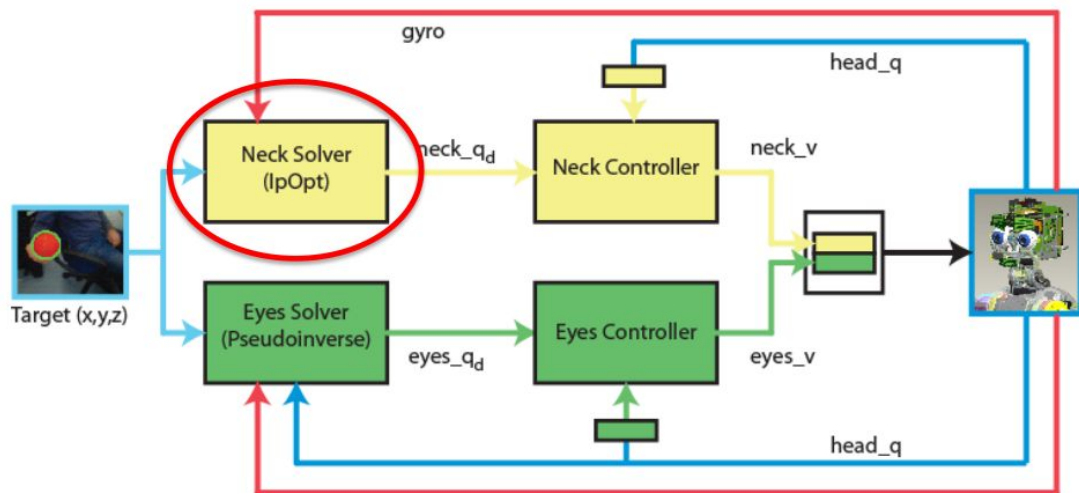 gyro
head_q
Neck Solver
(IpOpt)
neck_qd
Neck Controller
neck_v
Target (x,y,z)
Eyes Solver
(Pseudoinverse)
eyes_qd
Eyes Controller
eyes_v
head_q